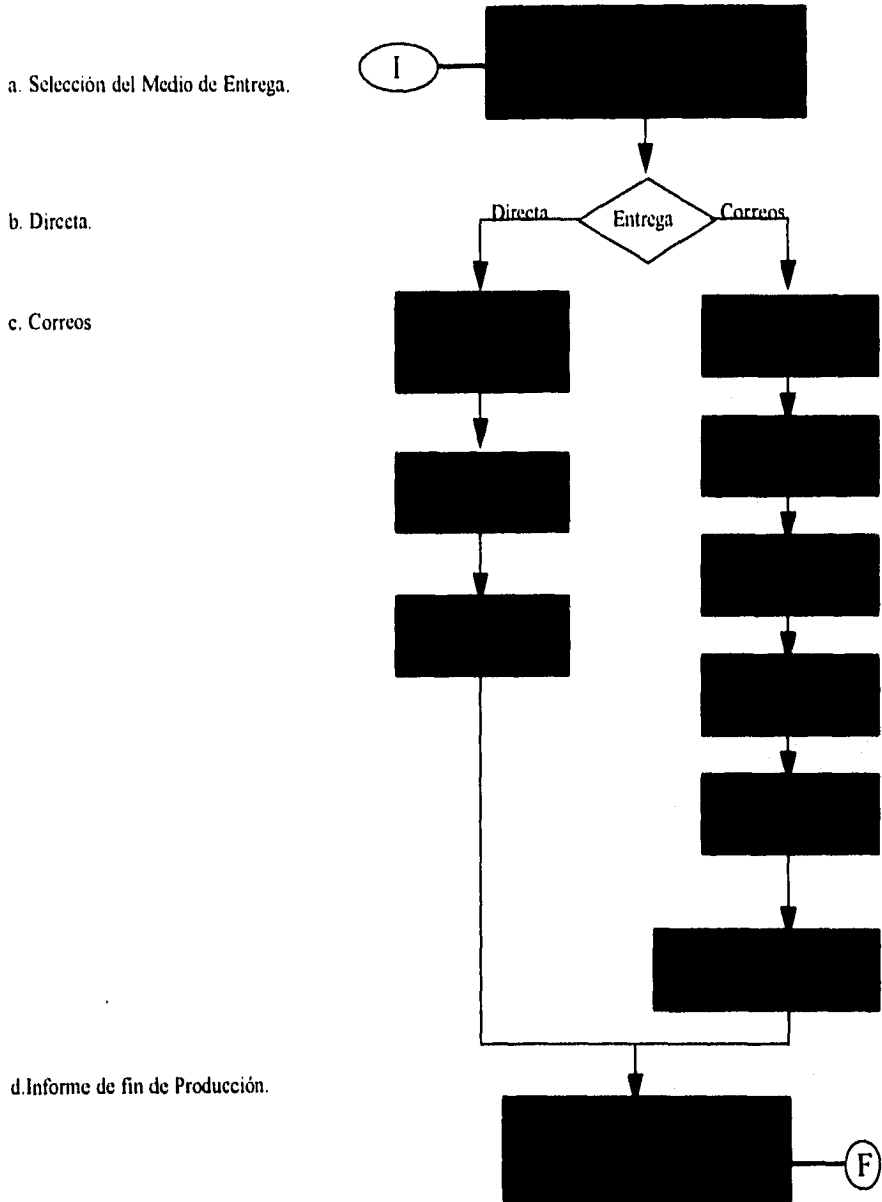 I
a. Selección del Medio de Entrega.
b. Directa.
Directa
Entrega
Correos
c. Correos
d.Informe de fin de Producción.
F